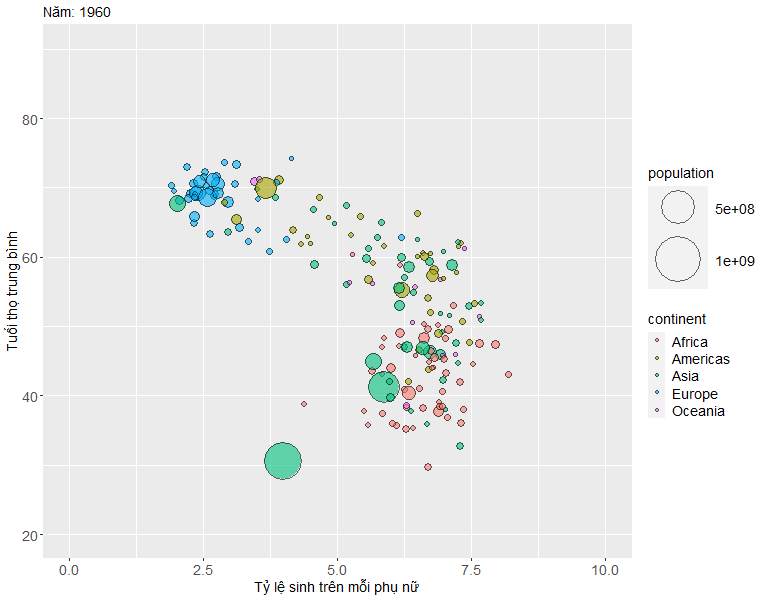 Năm: 1960
Tuổi thọ trung bình
80
60
40
20
0.0 2.5 5.0 7.5 10.0
Tỷ lệ sinh trên mỗi phụ nữ
population
5e+08
1e+09
continent
Africa
Americas
Asia
Europe
Oceania